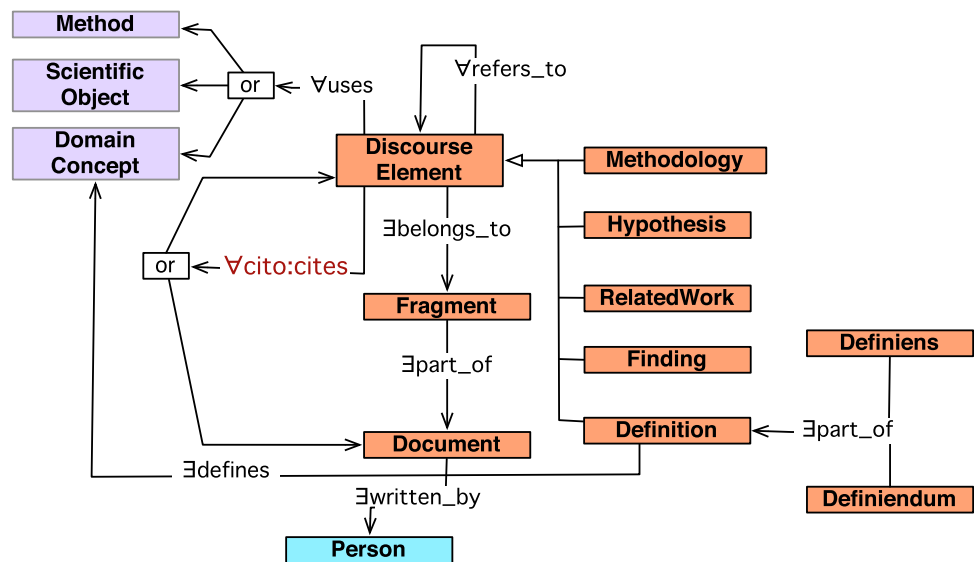 Method
Scientific
Object
Domain
Concept
or
∀uses
∀refers_to
Discourse
Element
Methodology
∃belongs_to
Hypothesis
or
∀cito:cites
Fragment
RelatedWork
∃part_of
Finding
Definiens
Document
Definition
∃part_of
∃defines
∃written_by
Definiendum
Person